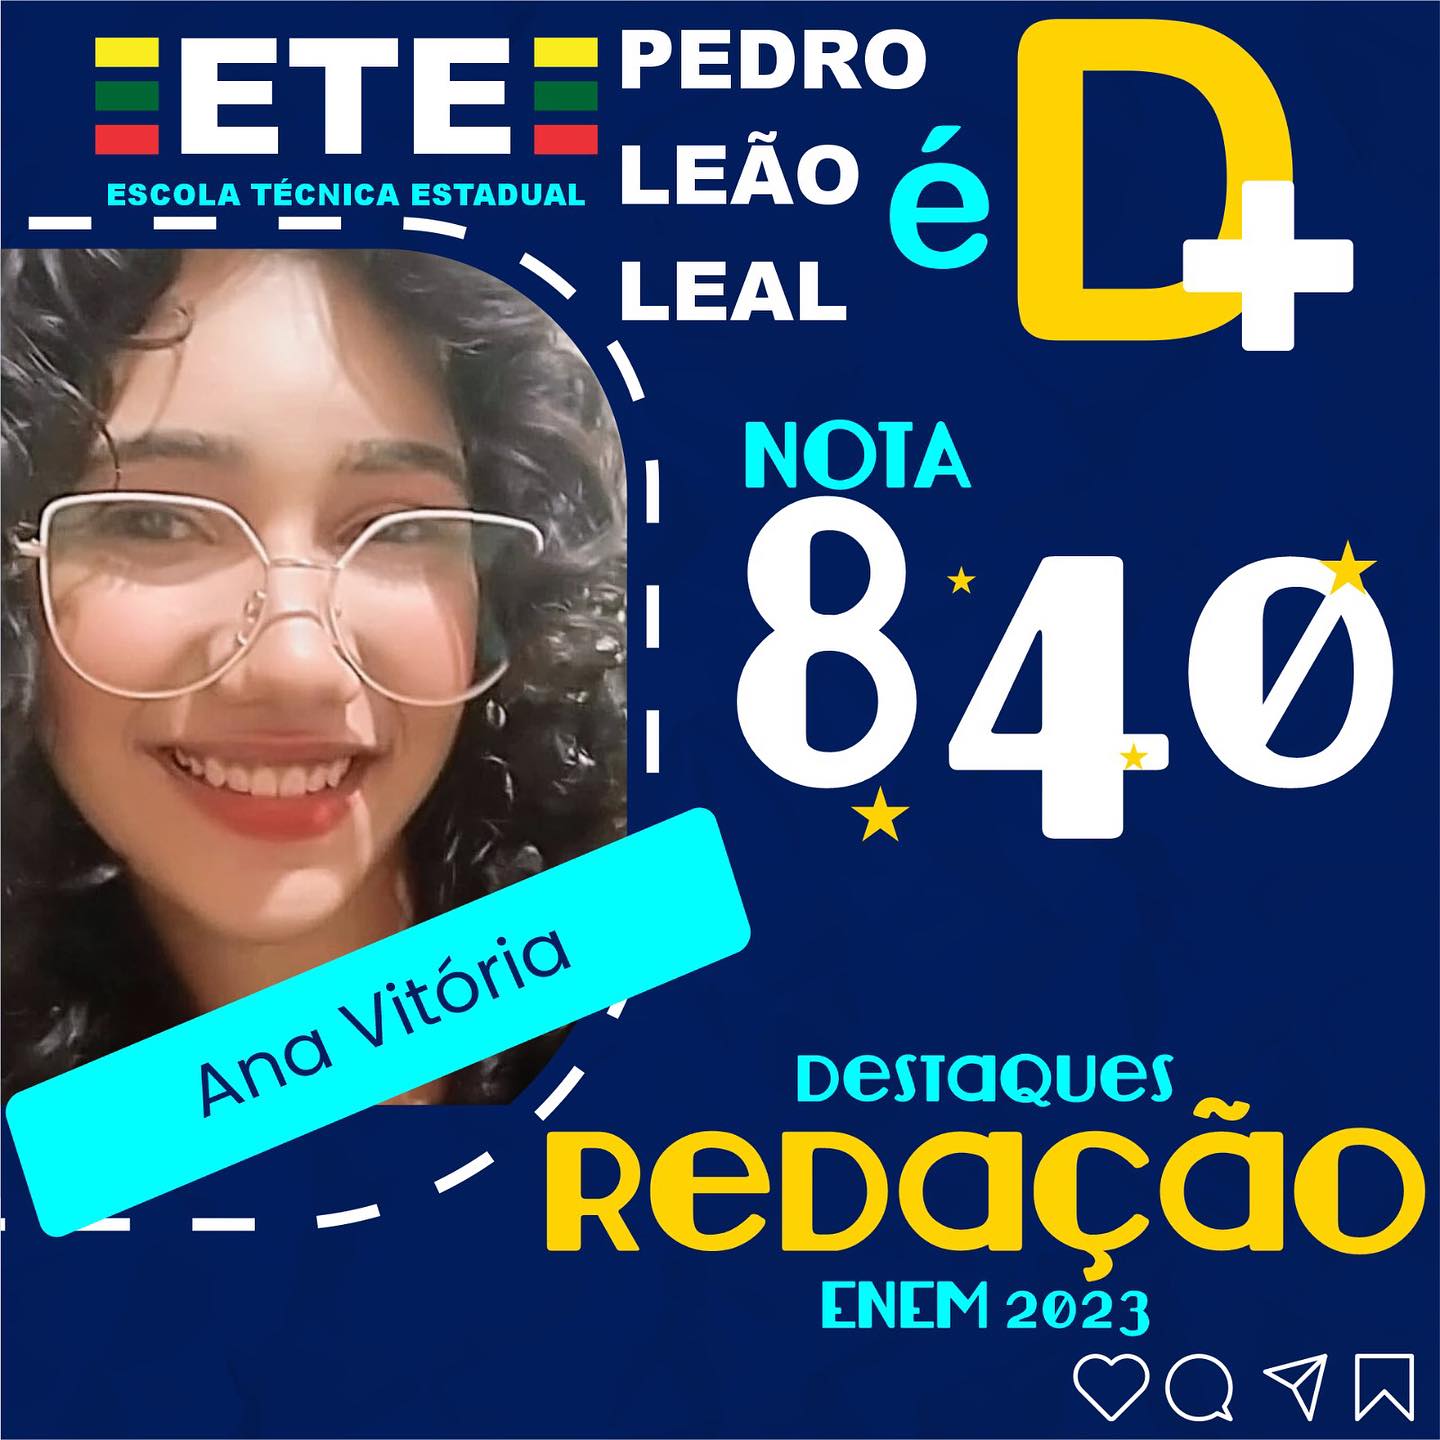 ETE
ESCOLA TÉCNICA ESTADUAL
PEDRO
LEÃO
LEAL
é
D+
NOTA
840
Ana Vitória
DESTAQUES
REDAÇÃO
ENEM 2023